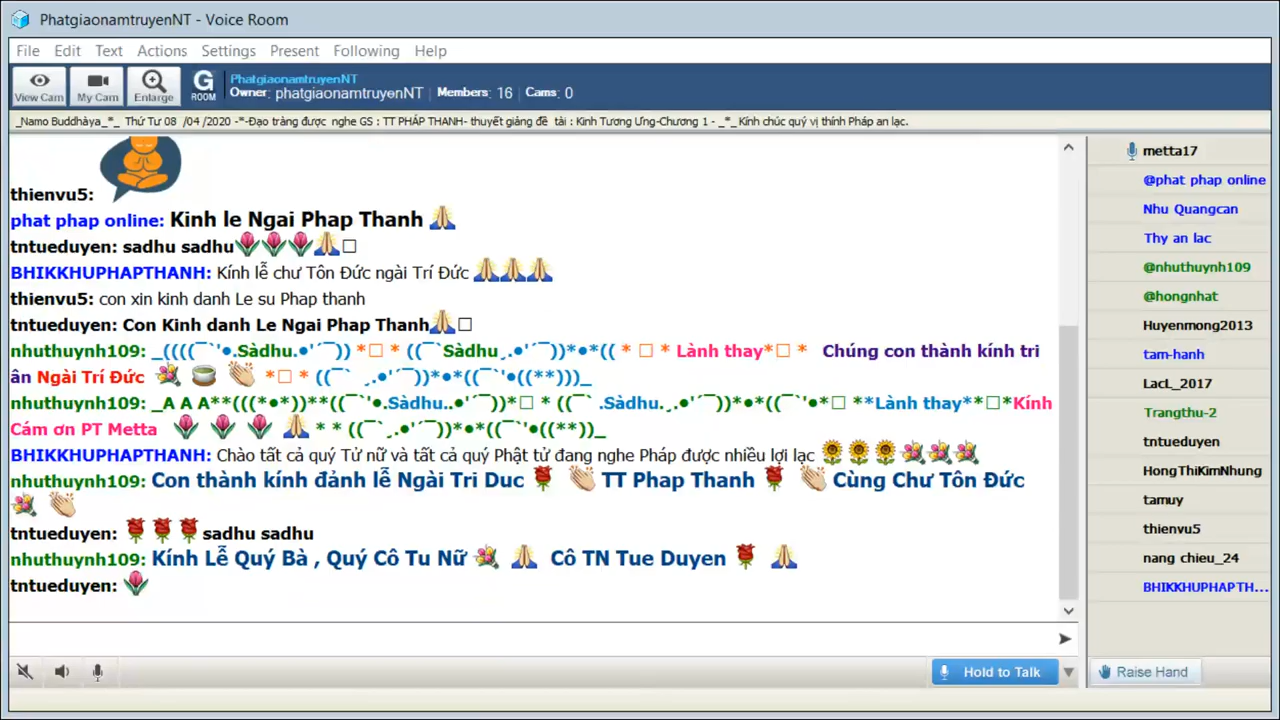 PhatgiaonamtruyenNT - Voice Room
File Edit Text Actions Settings Present Following Help
View Cam My Cam Enlarge G ROOM
PhatgiaonamtruyenNT
Owner: phatgiaonamtruyenNT Members: 16 Cams: 0
_Namo Buddhàya_*_ Thứ Tư 08 /04 /2020 -*-Đạo tràng được nghe GS : TT PHÁP THANH- thuyết giảng đề tài : Kinh Tương Ưng-Chương 1 - _*_ Kính chúc quý vị thính Pháp an lạc.
thienvu5:
phat phap online: Kinh le Ngai Phap Thanh 🙏
tntueduyen: sadhu sadhu🌷🌷🌷🙏□
BHIKKHUPHAPTHANH: Kính lễ chư Tôn Đức ngài Trí Đức 🙏🙏🙏
thienvu5: con xin kinh danh Le su Phap thanh
tntueduyen: Con Kinh danh Le Ngai Phap Thanh🙏□
nhuthuynh109: _((((¯`'●.Sàdhu.●'´¯)) *□ * ((¯`Sàdhu¸.●'´¯))*●*(( * □ * Lành thay*□ * Chúng con thành kính tri
ân Ngài Trí Đức 💐 🍵 👏 *□ * ((¯` ¸.●'´¯))*●*((¯`'●((**)))_
nhuthuynh109: _A A A**(((*●*))**((¯`'●.Sàdhu..●'´¯))*□ * ((¯` .Sàdhu.¸.●'´¯))*●*((¯`'●*□ **Lành thay**□*Kính
Cám ơn PT Metta 🌷 🌷 🌷 🙏 * * ((¯`¸.●'´¯))*●*((¯`'●((**))_
BHIKKHUPHAPTHANH: Chào tất cả quý Tử nữ và tất cả quý Phật tử đang nghe Pháp được nhiều lợi lạc 🌻🌻🌻💐💐💐
nhuthuynh109: Con thành kính đảnh lễ Ngài Tri Duc 🌹 👏 TT Phap Thanh 🌹 👏 Cùng Chư Tôn Đức
💐 👏
tntueduyen: 🌹🌹🌹sadhu sadhu
nhuthuynh109: Kính Lễ Quý Bà , Quý Cô Tu Nữ 💐 🙏 Cô TN Tue Duyen 🌹 🙏
tntueduyen: 🌷
Hold to Talk
metta17
@phat phap online
Nhu Quangcan
Thy an lac
@nhuthuynh109
@hongnhat
Huyenmong2013
tam-hanh
LacL_2017
Trangthu-2
tntueduyen
HongThiKimNhung
tamuy
thienvu5
nang chieu_24
BHIKKHUPHAPTH...
Raise Hand